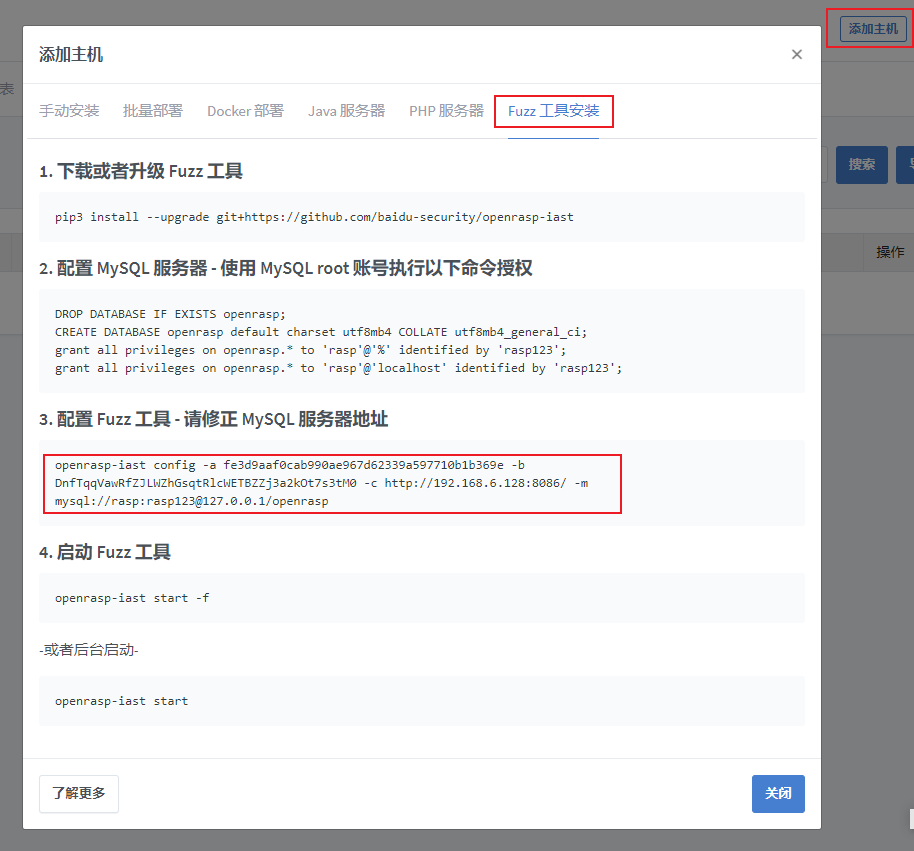 添加主机
表
添加主机
×
手动安装 批量部署 Docker 部署 Java 服务器 PHP 服务器 Fuzz 工具安装
搜索
操作
1. 下载或者升级 Fuzz 工具
pip3 install --upgrade git+https://github.com/baidu-security/openrasp-iast
2. 配置 MySQL 服务器 - 使用 MySQL root 账号执行以下命令授权
DROP DATABASE IF EXISTS openrasp;
CREATE DATABASE openrasp default charset utf8mb4 COLLATE utf8mb4_general_ci;
grant all privileges on openrasp.* to 'rasp'@'%' identified by 'rasp123';
grant all privileges on openrasp.* to 'rasp'@'localhost' identified by 'rasp123';
3. 配置 Fuzz 工具 - 请修正 MySQL 服务器地址
openrasp-iast config -a fe3d9aaf0cab990ae967d62339a597710b1b369e -b
DnfTqqVawRfZJLWZhGsqtRlcWETBZZj3a2kOt7s3tM0 -c http://192.168.6.128:8086/ -m
mysql://rasp:rasp123@127.0.0.1/openrasp
4. 启动 Fuzz 工具
openrasp-iast start -f
-或者后台启动-
openrasp-iast start
了解更多
关闭